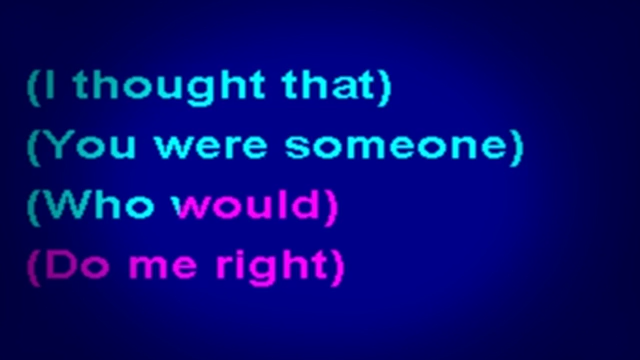 (I thought that)
(You were someone)
(Who would)
(Do me right)